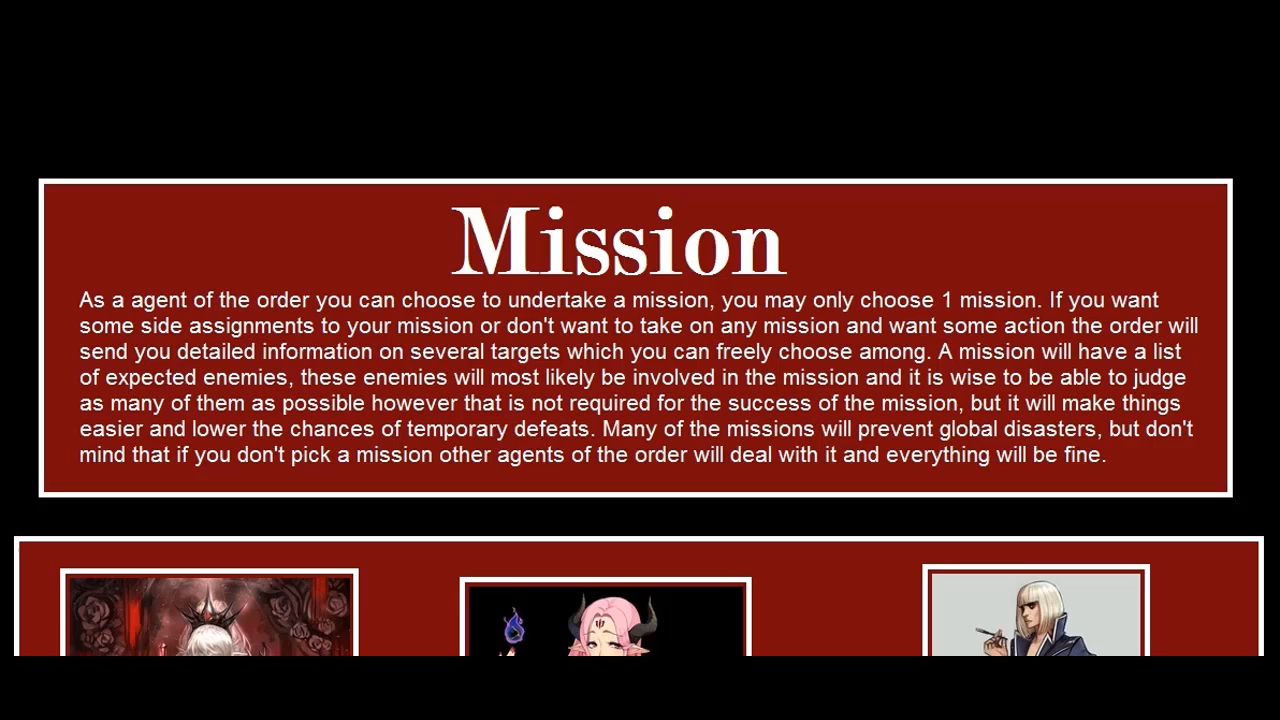 Mission
As a agent of the order you can choose to undertake a mission, you may only choose 1 mission. If you want
some side assignments to your mission or don't want to take on any mission and want some action the order will
send you detailed information on several targets which you can freely choose among. A mission will have a list
of expected enemies, these enemies will most likely be involved in the mission and it is wise to be able to judge
as many of them as possible however that is not required for the success of the mission, but it will make things
easier and lower the chances of temporary defeats. Many of the missions will prevent global disasters, but don't
mind that if you don't pick a mission other agents of the order will deal with it and everything will be fine.